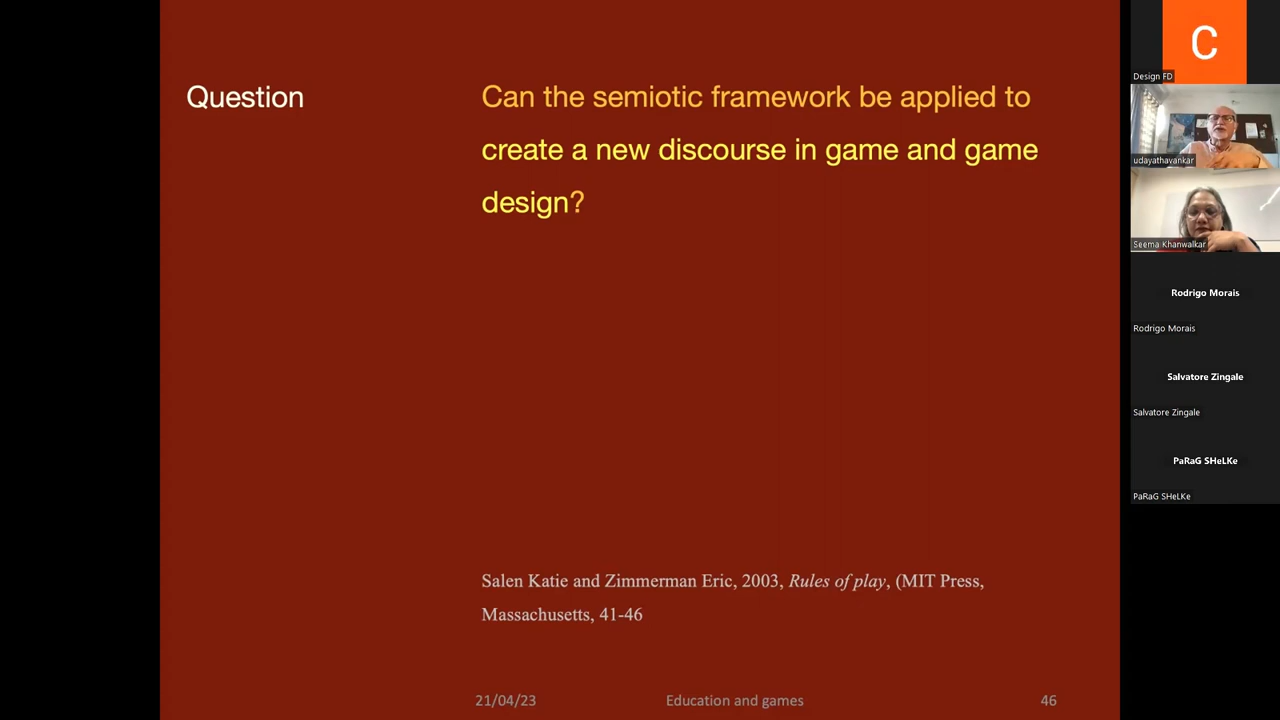 Question
Can the semiotic framework be applied to
create a new discourse in game and game
design?
Salen Katie and Zimmerman Eric, 2003, Rules of play, (MIT Press,
Massachusetts, 41-46
21/04/23
Education and games
46
C
Design FD
udayathavankar
Seema Khanwalkar
Rodrigo Morais
Rodrigo Morais
Salvatore Zingale
Salvatore Zingale
PaRaG SHeLKe
PaRaG SHeLKe